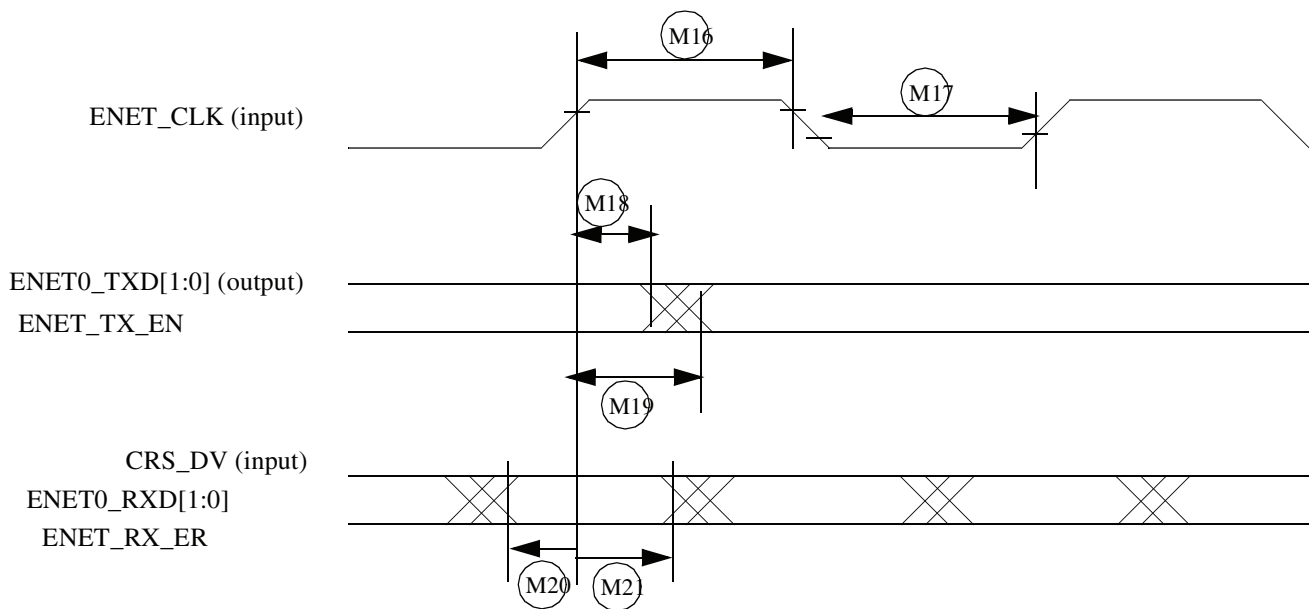 M16
M17
ENET_CLK (input)
M18
ENET0_TXD[1:0] (output)
ENET_TX_EN
M19
CRS_DV (input)
ENET0_RXD[1:0]
ENET_RX_ER
M20
M21